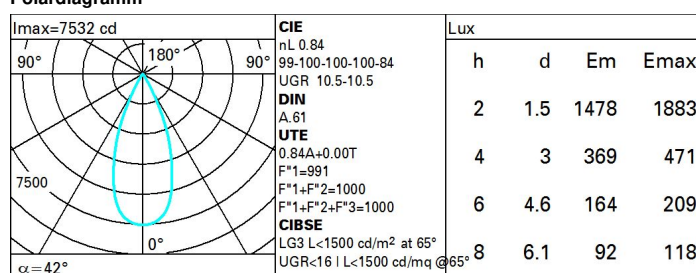 Polardiagramm
Imax=7532 cd
90° 180° 90°
7500
0°
α=42°
CIE
nL 0.84
99-100-100-100-84
UGR 10.5-10.5
DIN
A.61
UTE
0.84A+0.00T
F"1=991
F"1+F"2=1000
F"1+F"2+F"3=1000
CIBSE
LG3 L<1500 cd/m² at 65°
UGR<16 | L<1500 cd/mq @65°
Lux
h d Em Emax
2 1.5 1478 1883
4 3 369 471
6 4.6 164 209
8 6.1 92 118